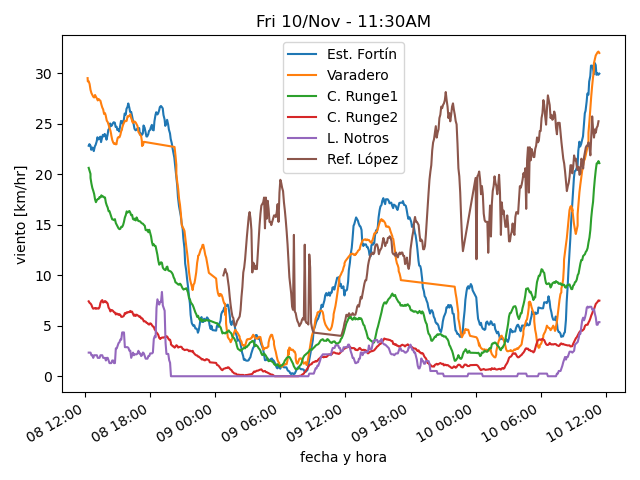 Fri 10/Nov - 11:30AM
Est. Fortín
Varadero
C. Runge1
C. Runge2
L. Notros
Ref. López
viento [km/hr]
30
25
20
15
10
5
0
08 12:00
08 18:00
09 00:00
09 06:00
09 12:00
09 18:00
10 00:00
10 06:00
10 12:00
fecha y hora